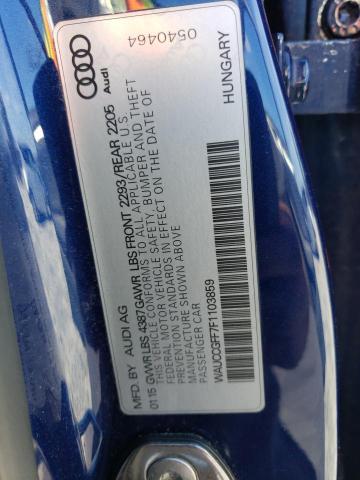 0540464
HUNGARY
Audi
MFD. BY AUDI AG
01.15 GVWR LBS 4387 GAWR LBS FRONT 2293/REAR 2205
THIS VEHICLE CONFORMS TO ALL APPLICABLE U.S.
FEDERAL MOTOR VEHICLE SAFETY, BUMPER AND THEFT
PREVENTION STANDARDS IN EFFECT ON THE DATE OF
MANUFACTURE SHOWN ABOVE
PASSENGER CAR
WAUCCGFF7F1103859